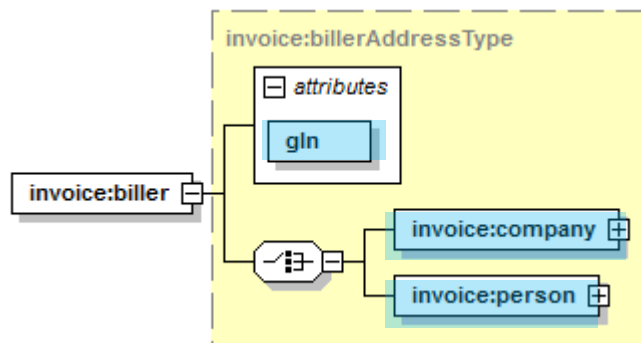 invoice:billerAddressType
attributes
gln
invoice:biller
invoice:company
invoice:person